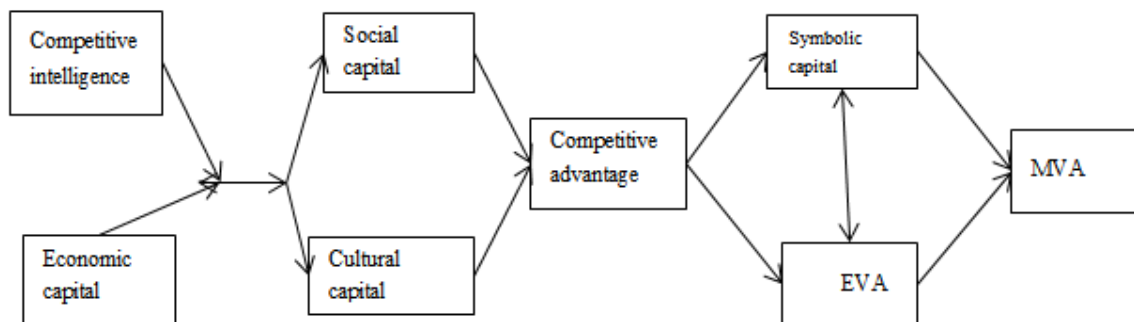 Competitive
intelligence
Social
capital
Symbolic
capital
Competitive
advantage
MVA
Economic
capital
Cultural
capital
EVA